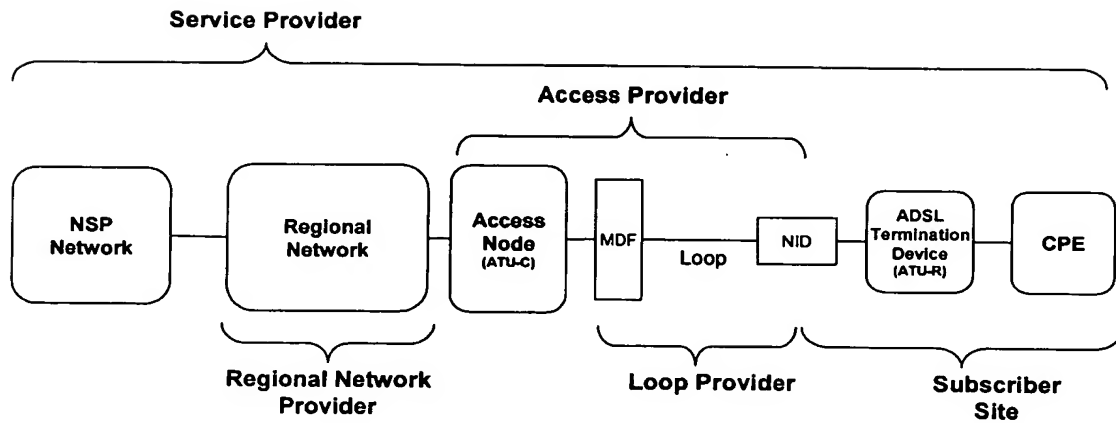 Service Provider
Access Provider
NSP
Network
Regional
Network
Access
Node
(ATU-C)
MDF
Loop
NID
ADSL
Termination
Device
(ATU-R)
CPE
Regional Network
Provider
Loop Provider
Subscriber
Site